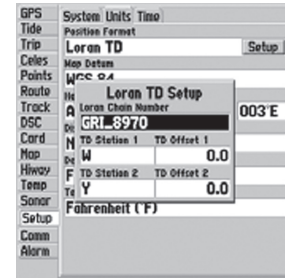 GPS
Tide
Trip
Celes
Points
Route
Track
DSC
Card
Map
Hiway
Temp
Sonar
Setup
Comm
Alarm
System Units Time
Position Format
Loran TD
Setup
Map Datum
WGS 84
Loran TD Setup
Loran Chain Number
GRI_8970
TD Station 1 TD Offset 1
W 0.0
TD Station 2 TD Offset 2
Y 0.0
003°E
Fahrenheit (°F)